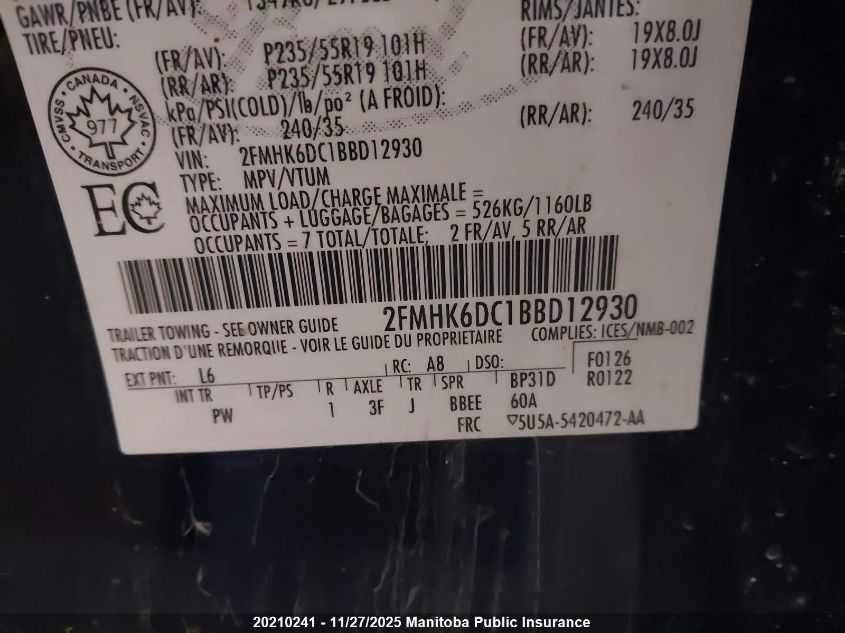 GAWR/PNBE (FR/AV):
TIRE/PNEU: RIMS/JANTES:
(FR/AV): P235/55R19 101H (FR/AV): 19X8.0J
(RR/AR): P235/55R19 101H (RR/AR): 19X8.0J
kPa/PSI(COLD)/lb/po² (A FROID):
(FR/AV): 240/35 (RR/AR): 240/35
CANADA
CMVSS NSVAC
977
TRANSPORT
VIN: 2FMHK6DC1BBD12930
TYPE: MPV/VTUM
EC
MAXIMUM LOAD/CHARGE MAXIMALE =
OCCUPANTS + LUGGAGE/BAGAGES = 526KG/1160LB
OCCUPANTS = 7 TOTAL/TOTALE; 2 FR/AV, 5 RR/AR
2FMHK6DC1BBD12930
TRAILER TOWING - SEE OWNER GUIDE COMPLIES: ICES/NMB-002
TRACTION D'UNE REMORQUE - VOIR LE GUIDE DU PROPRIETAIRE
EXT PNT: L6 RC: A8 DSO: F0126
INT TR TP/PS R AXLE TR SPR BP31D R0122
PW 1 3F J BBEE 60A
FRC ▽5U5A-5420472-AA
20210241 - 11/27/2025 Manitoba Public Insurance